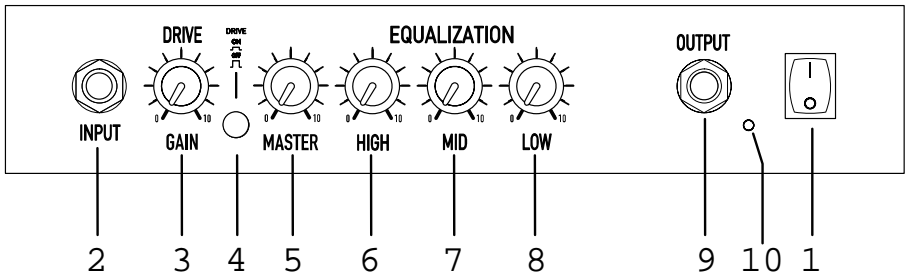 DRIVE
DRIVE
ON
EQUALIZATION
OUTPUT
0 10
0 10
0 10
0 10
0 10
INPUT
GAIN
MASTER
HIGH
MID
LOW
2 3 4 5 6 7 8 9 10 1